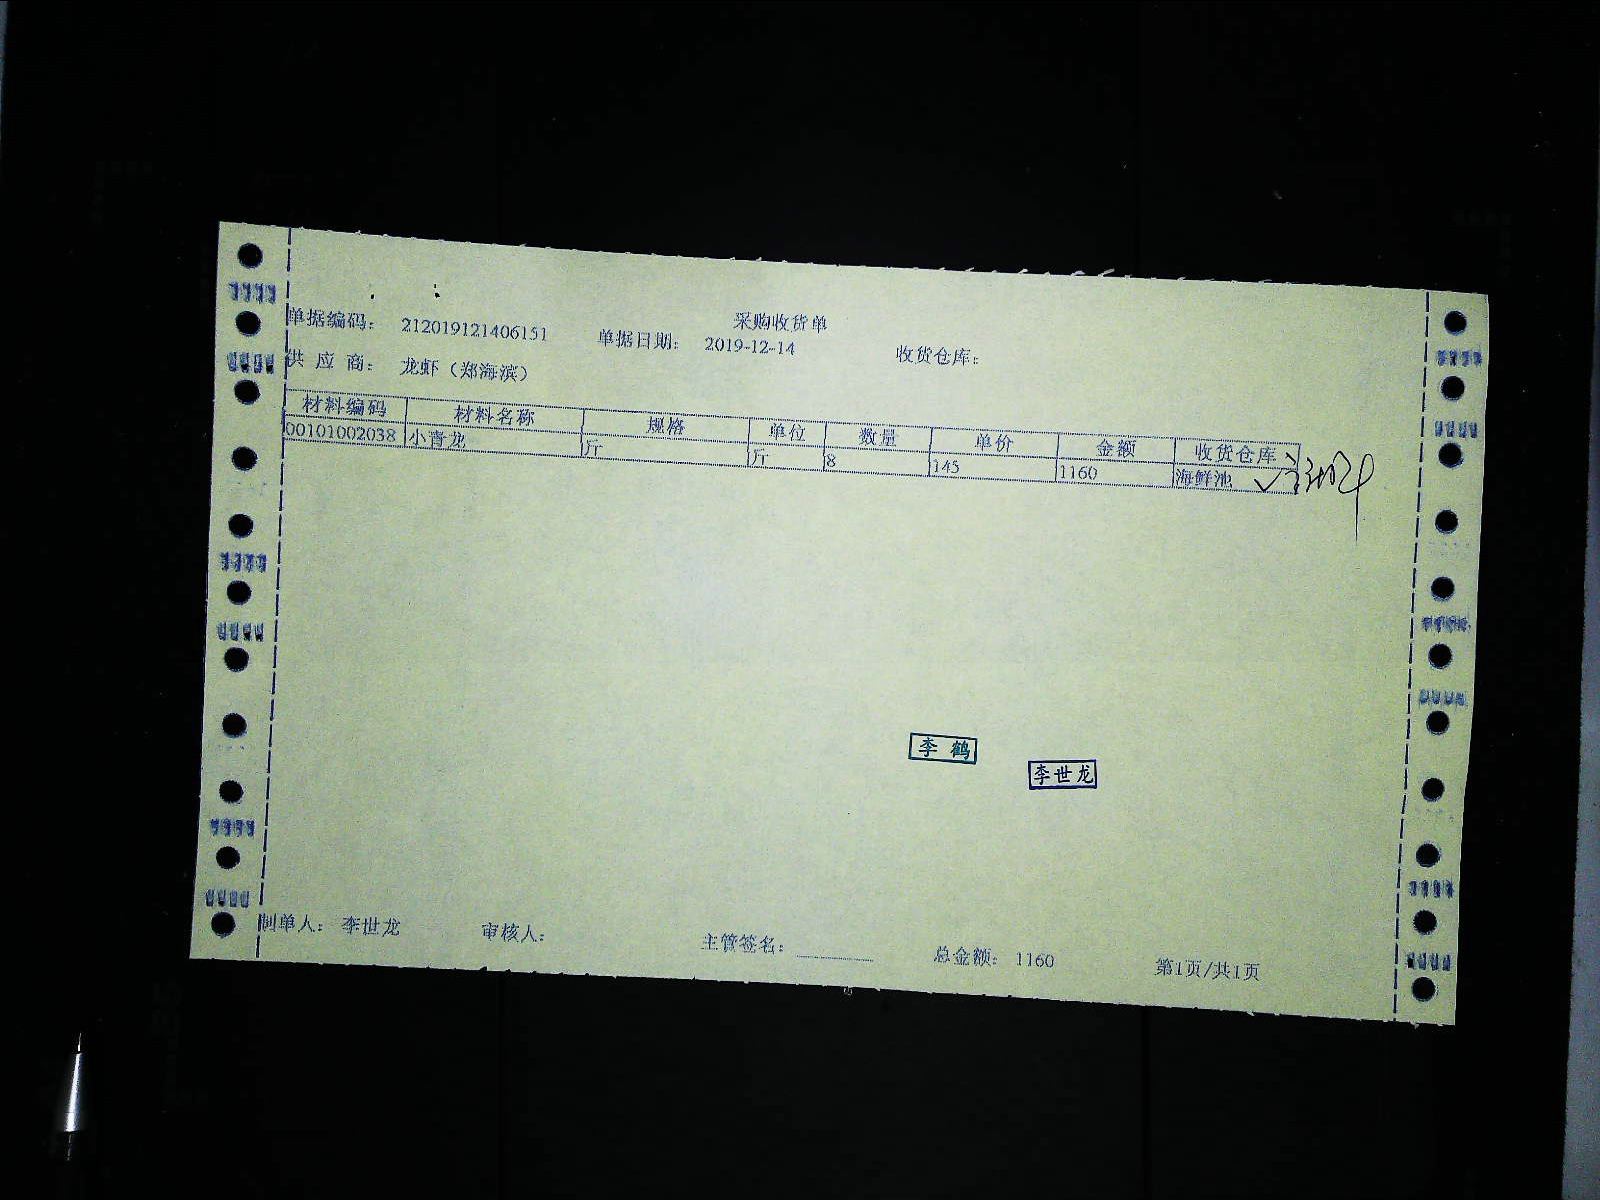 采购收货单
单据编码： 212019121406151 单据日期： 2019-12-14 收货仓库：
供 应 商： 龙虾（郑海滨）
材料编码 材料名称 规格 单位 数量 单价 金额 收货仓库
00101002038 小青龙 斤 斤 8 145 1160 海鲜池
李 鹤
李世龙
制单人： 李世龙 审核人： 主管签名： 总金额： 1160 第1页/共1页